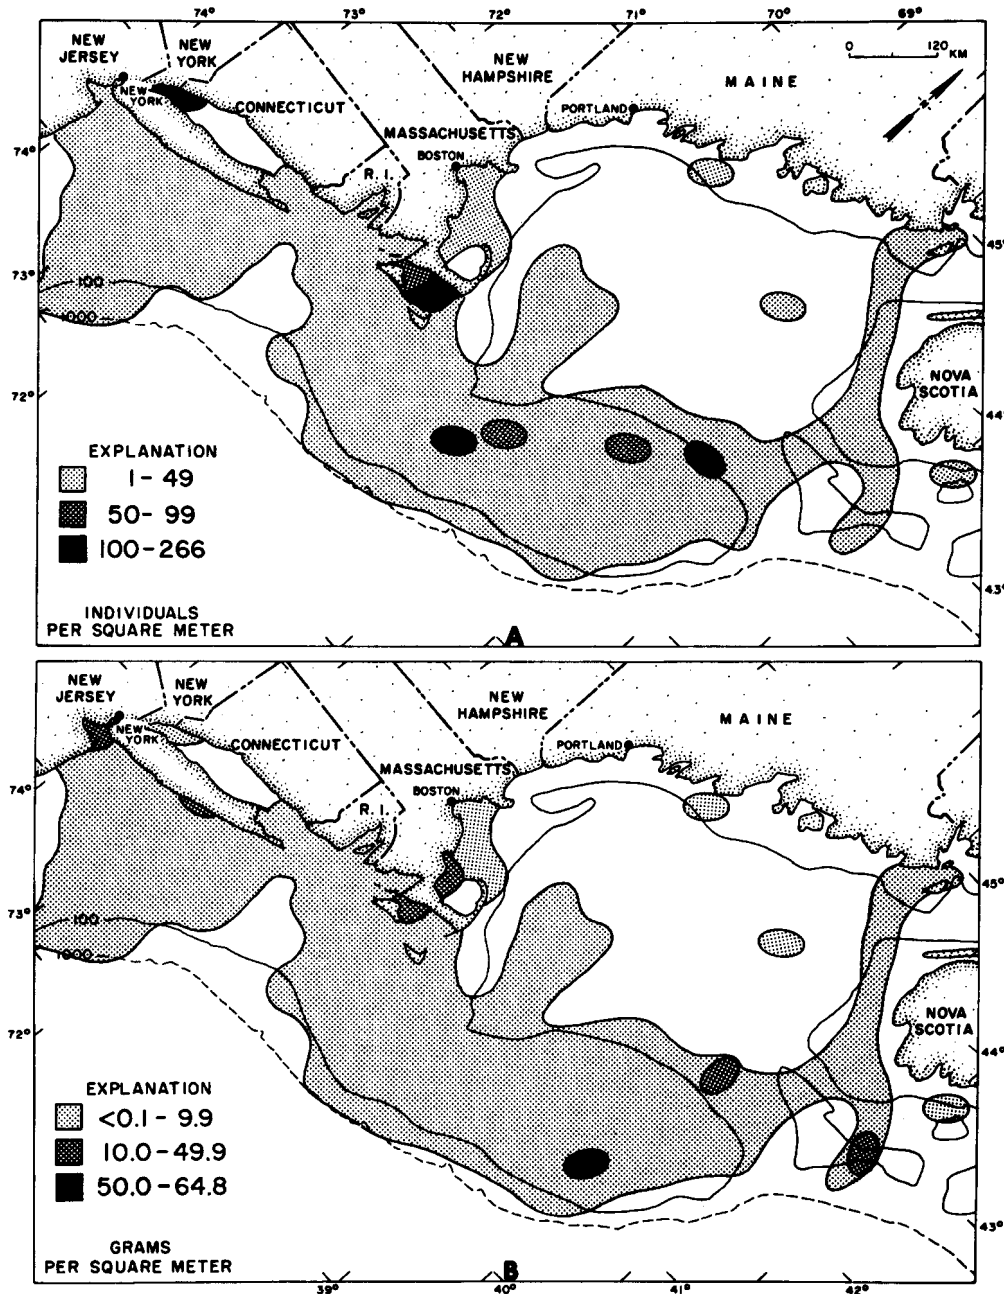 74° 73° 72° 71° 70° 69°
NEW JERSEY
NEW YORK
NEW HAMPSHIRE
0 120 KM
MAINE
NEW YORK
CONNECTICUT
PORTLAND
MASSACHUSETTS
BOSTON
R. I.
74°
45°
73°
100
1000
NOVA SCOTIA
72°
44°
EXPLANATION
1-49
50-99
100-266
43°
INDIVIDUALS
PER SQUARE METER
A
NEW JERSEY
NEW YORK
NEW HAMPSHIRE
MAINE
NEW YORK
CONNECTICUT
PORTLAND
MASSACHUSETTS
BOSTON
R. I.
74°
45°
73°
100
1000
NOVA SCOTIA
72°
44°
EXPLANATION
<0.1-9.9
10.0-49.9
50.0-64.8
43°
GRAMS
PER SQUARE METER
B
39° 40° 41° 42°